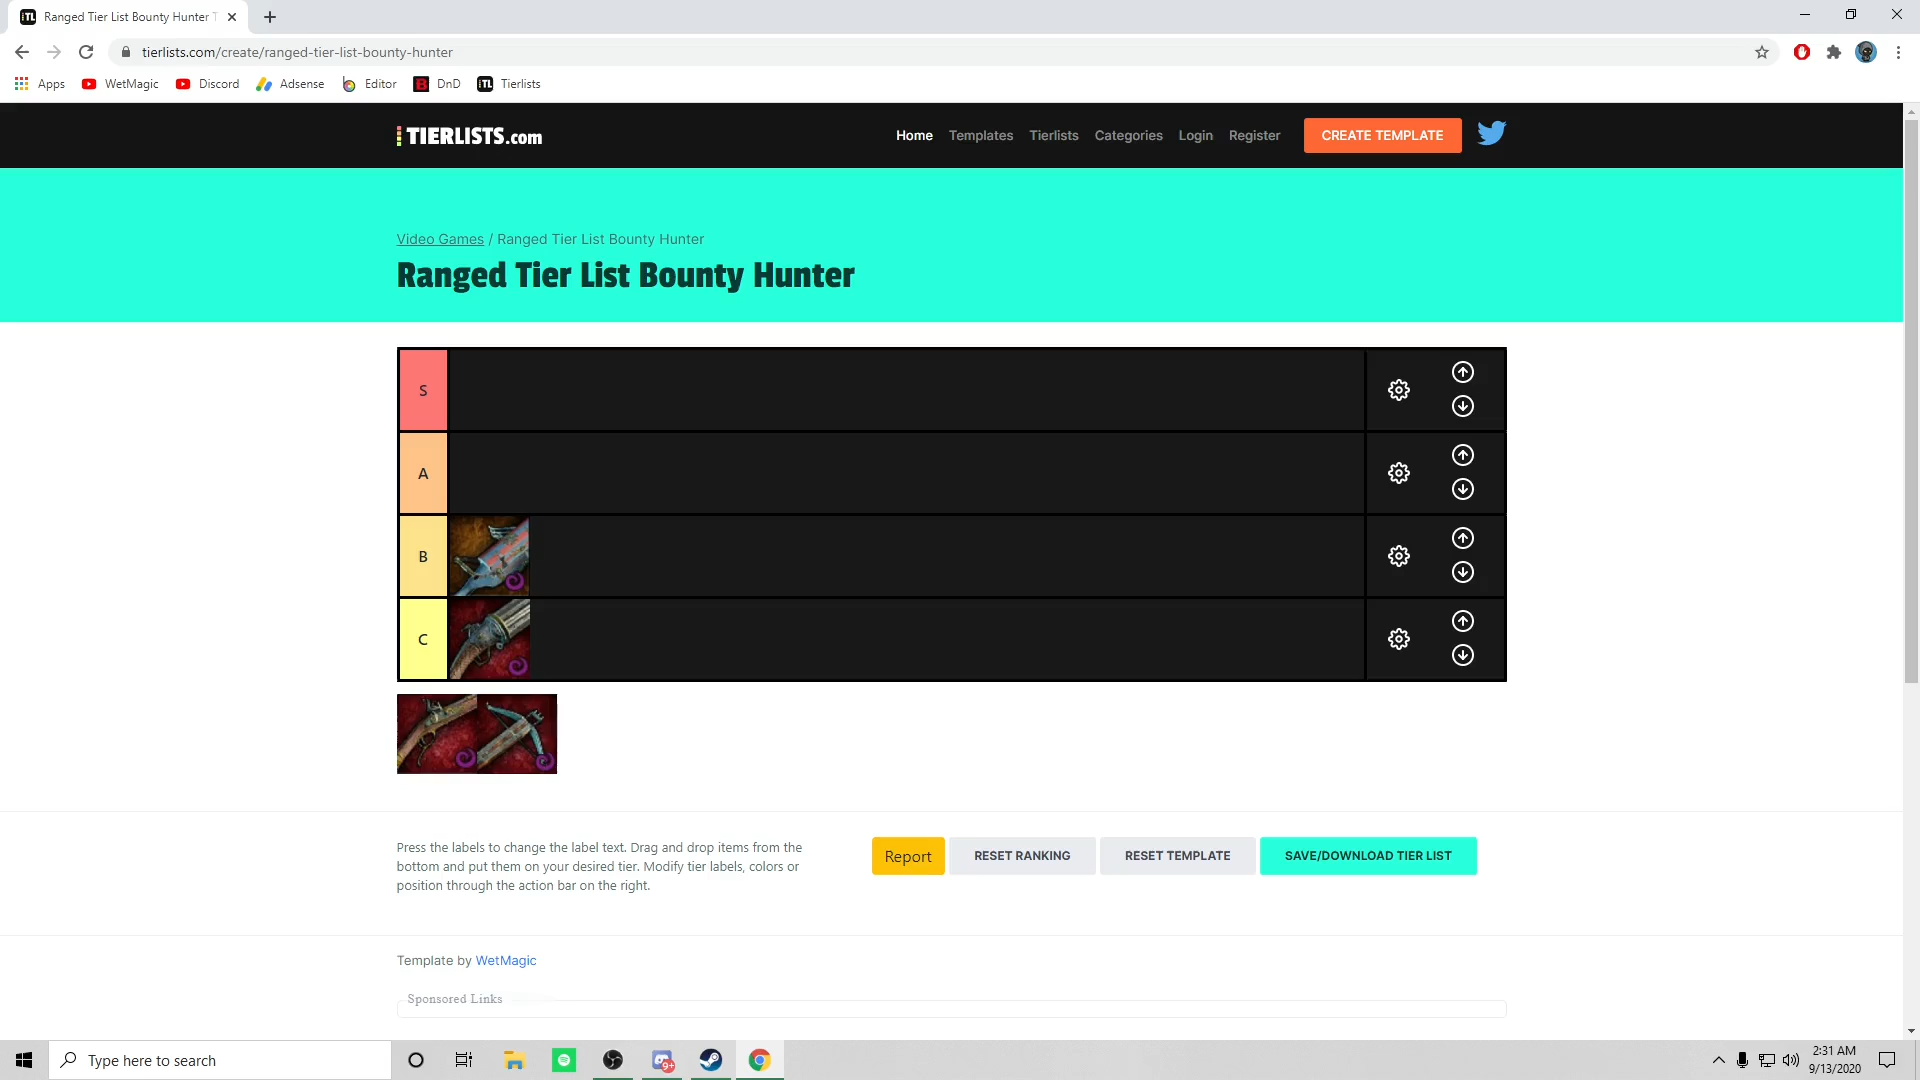 Ranged Tier List Bounty Hunter T
tierlists.com/create/ranged-tier-list-bounty-hunter
Apps
WetMagic
Discord
Adsense
Editor
DnD
Tierlists
TIERLISTS.com
Home
Templates
Tierlists
Categories
Login
Register
CREATE TEMPLATE
Video Games / Ranged Tier List Bounty Hunter
Ranged Tier List Bounty Hunter
S
A
B
C
Press the labels to change the label text. Drag and drop items from the
bottom and put them on your desired tier. Modify tier labels, colors or
position through the action bar on the right.
Report
RESET RANKING
RESET TEMPLATE
SAVE/DOWNLOAD TIER LIST
Template by WetMagic
Sponsored Links
Type here to search
9+
2:31 AM
9/13/2020